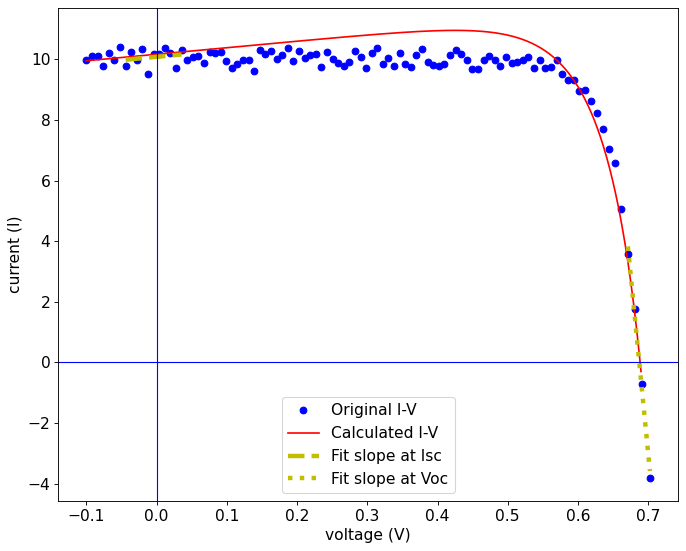 10
8
6
4
2
0
−2
−4
current (I)
Original I-V
Calculated I-V
Fit slope at Isc
Fit slope at Voc
−0.1 0.0 0.1 0.2 0.3 0.4 0.5 0.6 0.7
voltage (V)